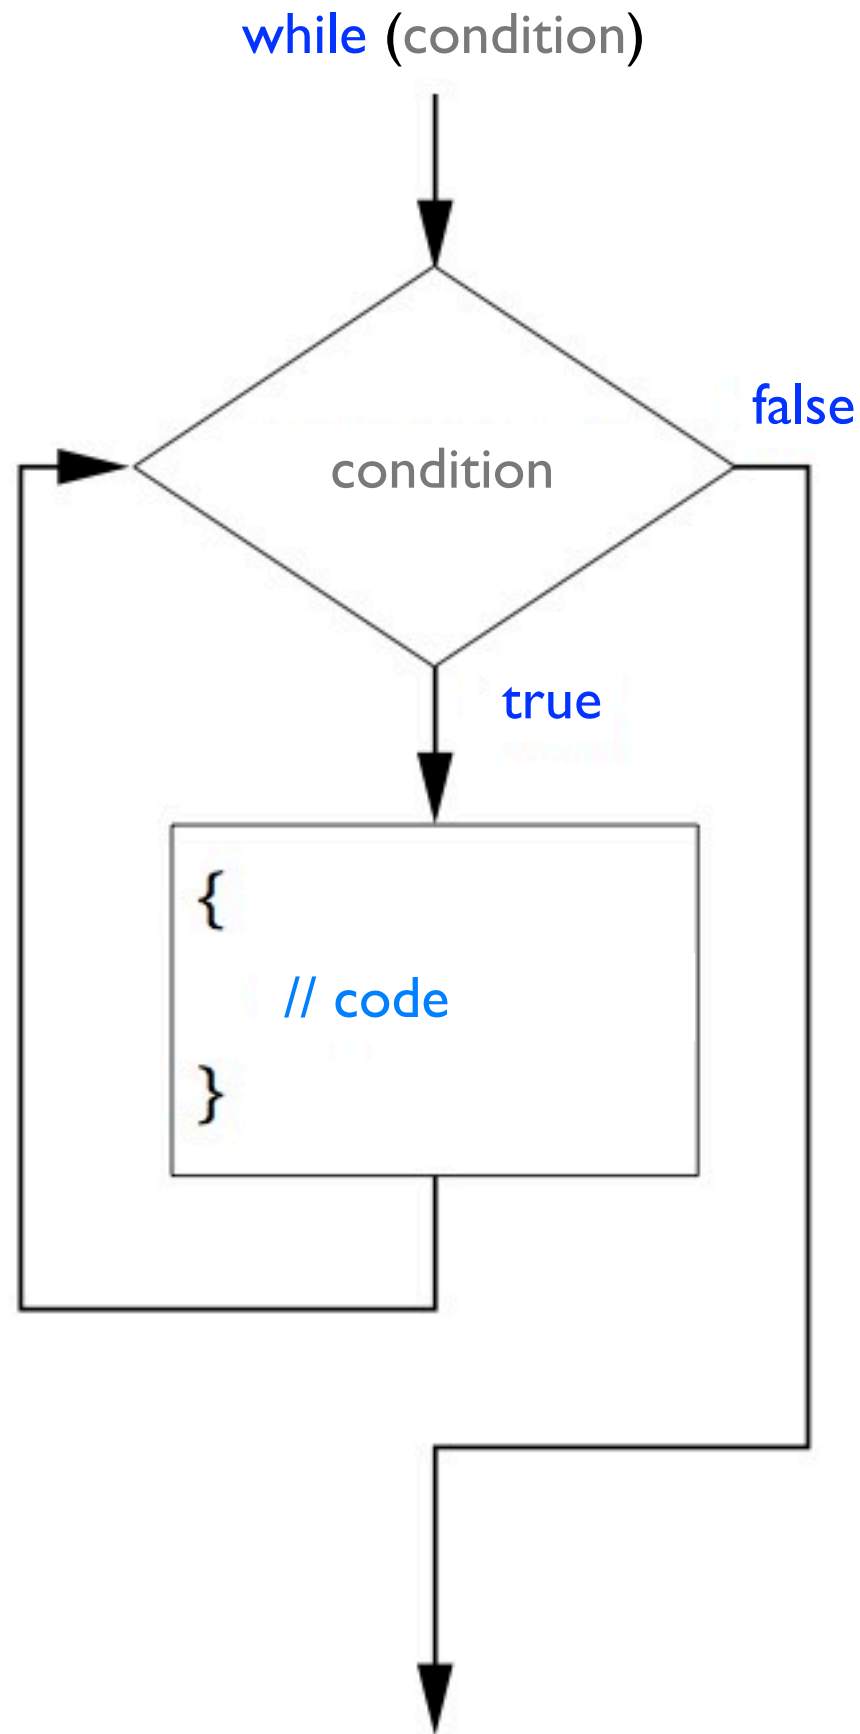 while (condition)
false
condition
true
{
// code
}